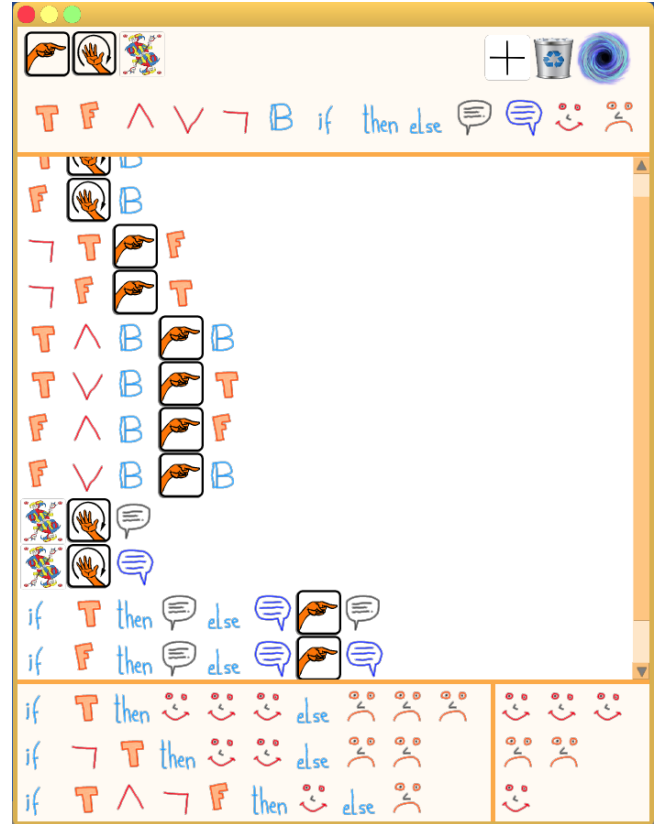 T F ∧ ∨ ¬ B if then else
T B
F B
¬ T F
¬ F T
T ∧ B B
T ∨ B T
F ∧ B F
F ∨ B B
if T then else
if F then else
if T then else
if ¬ T then else
if T ∧ ¬ F then else